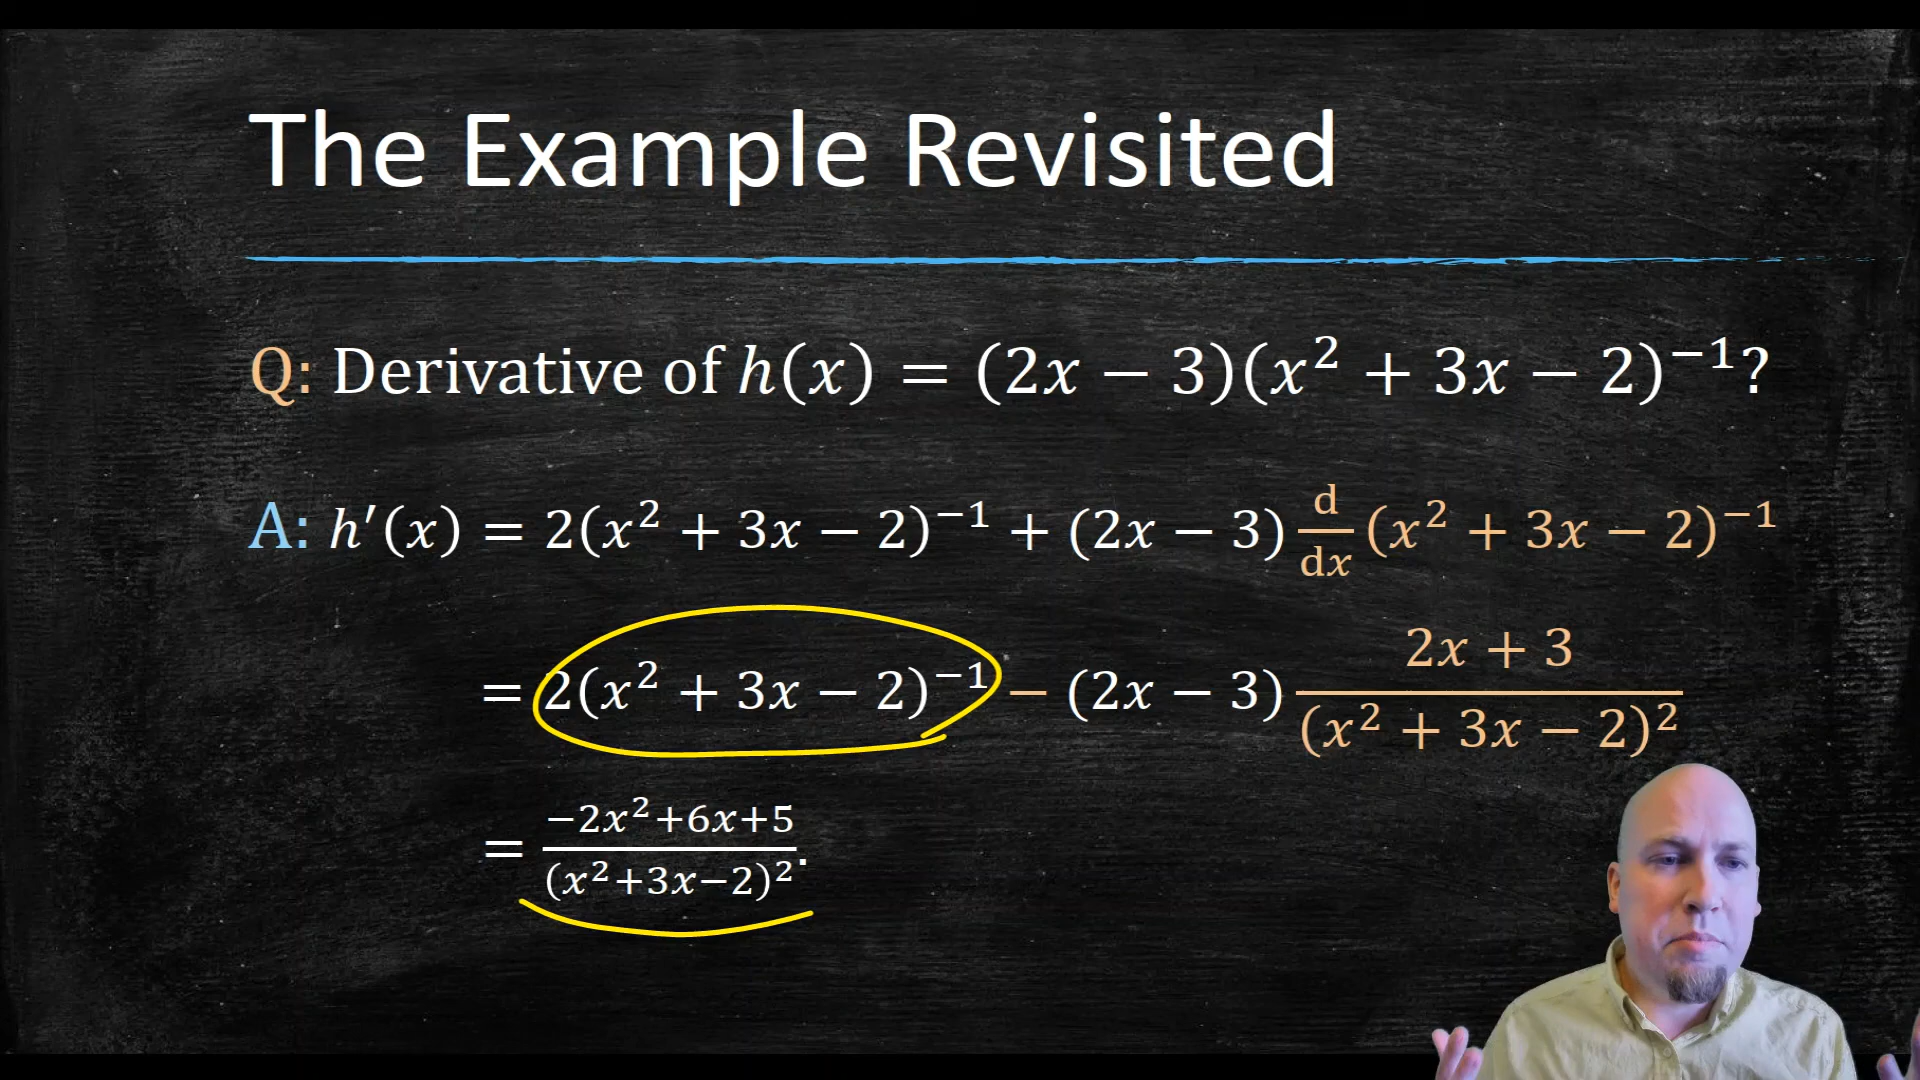 The Example Revisited
Q: Derivative of h(x) = (2x − 3)(x² + 3x − 2)⁻¹?
A: h′(x) = 2(x² + 3x − 2)⁻¹ + (2x − 3) d/dx (x² + 3x − 2)⁻¹
= 2(x² + 3x − 2)⁻¹ − (2x − 3) (2x + 3)/(x² + 3x − 2)²
= (−2x²+6x+5)/(x²+3x−2)².